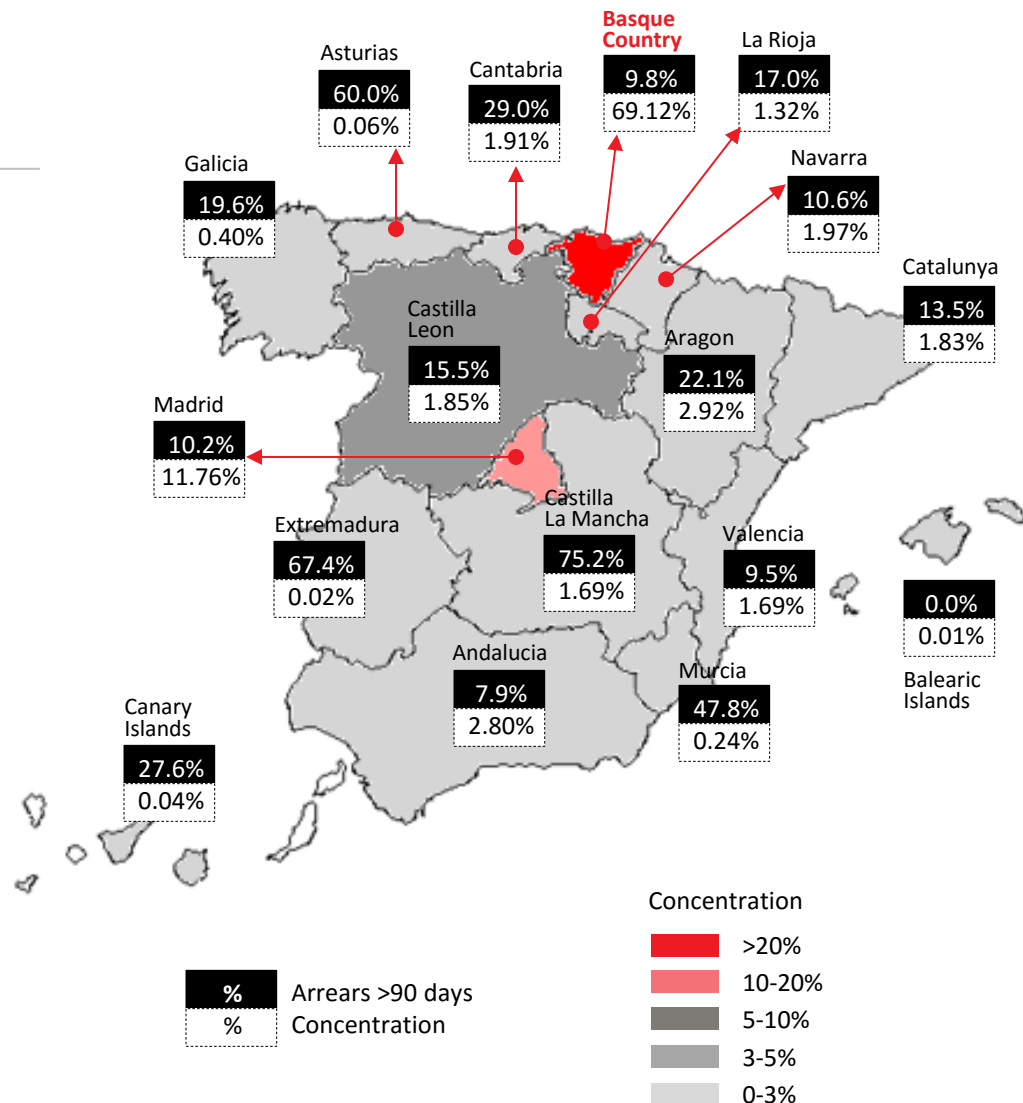 Basque
Country
9.8%
69.12%
Asturias
60.0%
0.06%
Cantabria
29.0%
1.91%
La Rioja
17.0%
1.32%
Galicia
19.6%
0.40%
Navarra
10.6%
1.97%
Catalunya
13.5%
1.83%
Castilla
Leon
15.5%
1.85%
Aragon
22.1%
2.92%
Madrid
10.2%
11.76%
Extremadura
67.4%
0.02%
Castilla
La Mancha
75.2%
1.69%
Valencia
9.5%
1.69%
0.0%
0.01%
Balearic
Islands
Andalucia
7.9%
2.80%
Murcia
47.8%
0.24%
Canary
Islands
27.6%
0.04%
Concentration
>20%
10-20%
5-10%
3-5%
0-3%
% Arrears >90 days
% Concentration